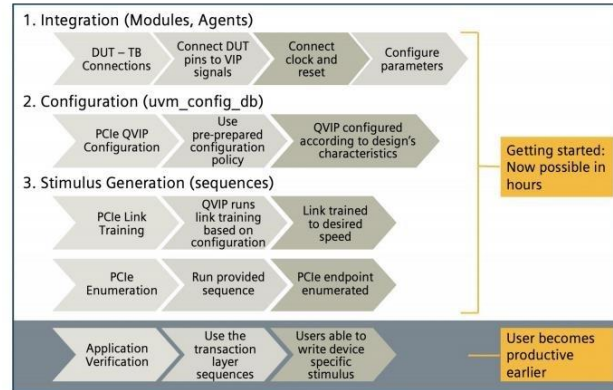 1. Integration (Modules, Agents)
DUT – TB
Connections
Connect DUT
pins to VIP
signals
Connect
clock and
reset
Configure
parameters
2. Configuration (uvm_config_db)
PCIe QVIP
Configuration
Use
pre-prepared
configuration
policy
QVIP configured
according to design's
characteristics
Getting started:
Now possible in
hours
3. Stimulus Generation (sequences)
PCIe Link
Training
QVIP runs
link training
based on
configuration
Link trained
to desired
speed
PCIe
Enumeration
Run provided
sequence
PCIe endpoint
enumerated
Application
Verification
Use the
transaction
layer
sequences
Users able to
write device
specific
stimulus
User becomes
productive
earlier